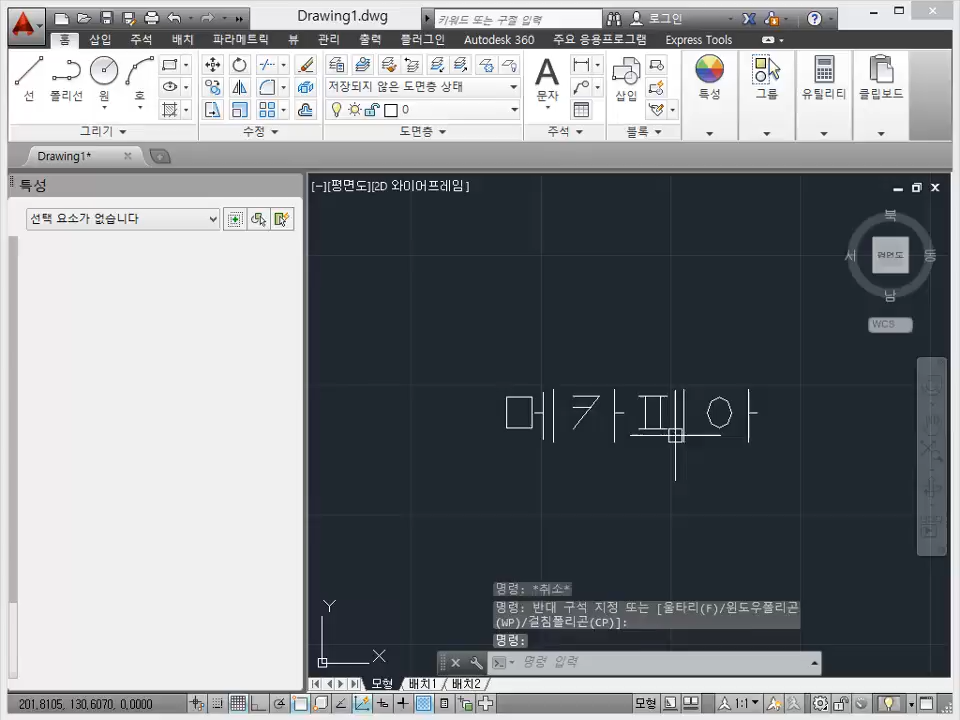 Drawing1.dwg
키워드 또는 구절 입력
로그인
홈 삽입 주석 배치 파라메트릭 뷰 관리 출력 플러그인 Autodesk 360 주요 응용프로그램 Express Tools
저장되지 않은 도면층 상태
0
선 폴리선 원 호 문자 삽입 특성 그룹 유틸리티 클립보드
그리기 수정 도면층 주석 블록
Drawing1*
특성
선택 요소가 없습니다
[−][평면도][2D 와이어프레임]
북
서 평면도 동
남
WCS
메카페아
명령: *취소*
명령: 반대 구석 지정 또는 [울타리(F)/윈도우폴리곤
(WP)/걸침폴리곤(CP)]:
명령:
명령 입력
Y
X
모형 배치1 배치2
201.8105, 130.6070, 0.0000
모형 1:1